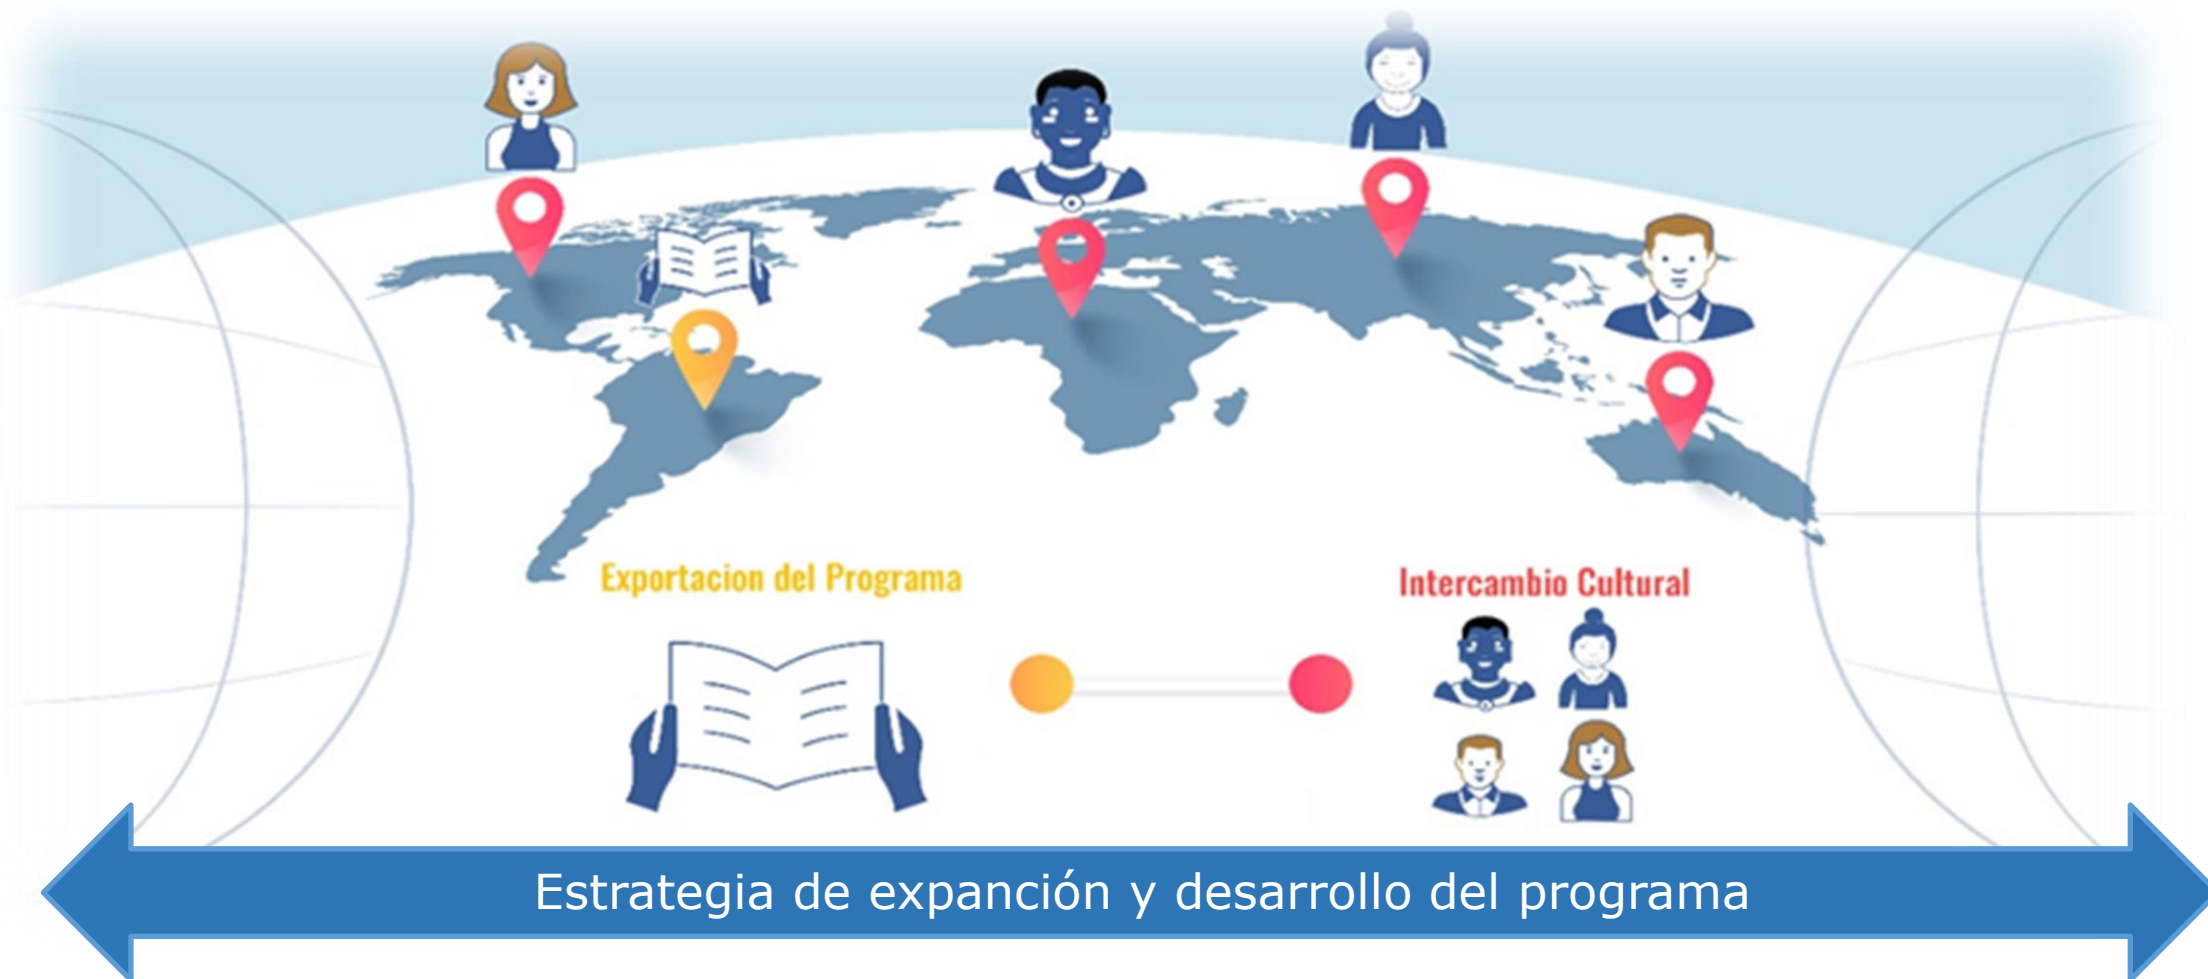 Exportacion del Programa
Intercambio Cultural
Estrategia de expanción y desarrollo del programa